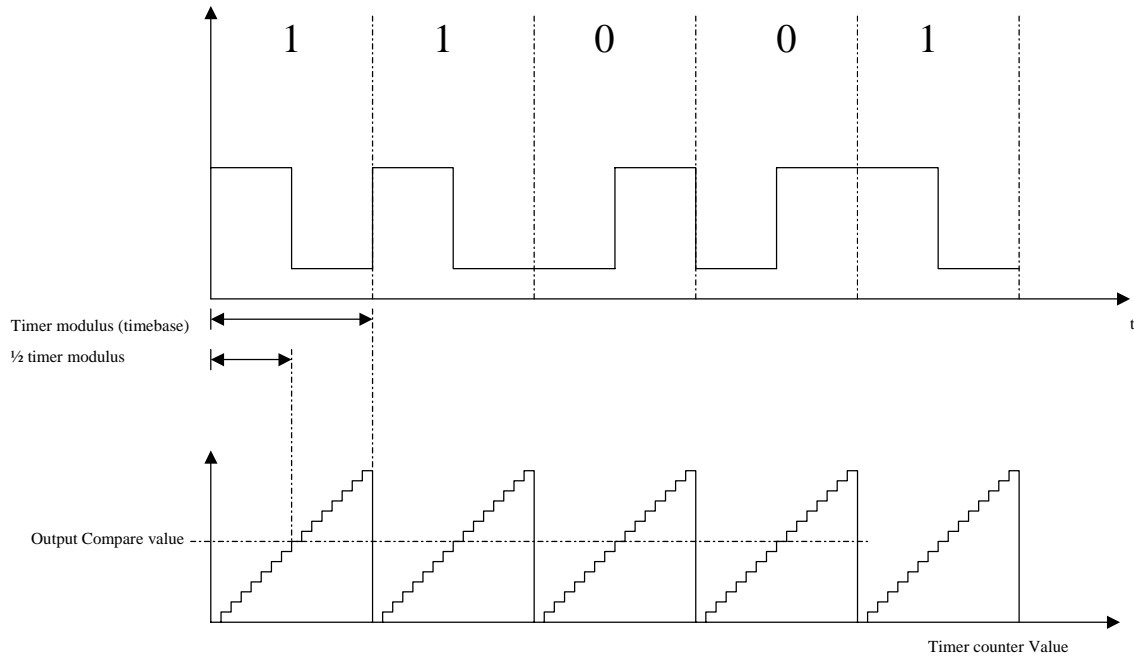 1 1 0 0 1
Timer modulus (timebase)
t
½ timer modulus
Output Compare value
Timer counter Value